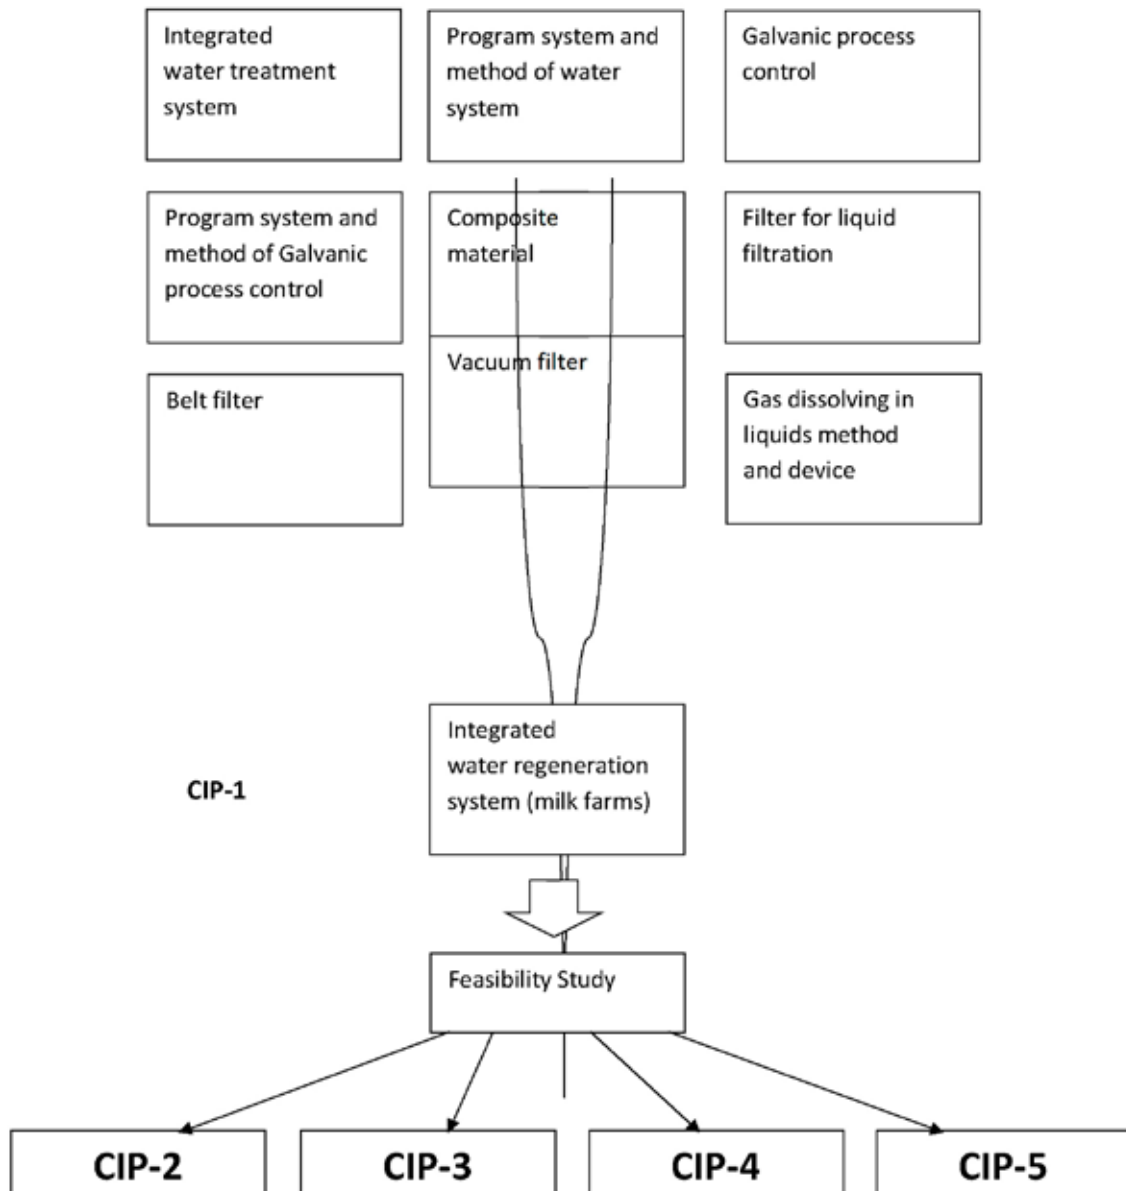 Integrated
water treatment
system
Program system and
method of water
system
Galvanic process
control
Program system and
method of Galvanic
process control
Composite
material
Filter for liquid
filtration
Vacuum filter
Belt filter
Gas dissolving in
liquids method
and device
Integrated
water regeneration
system (milk farms)
CIP-1
Feasibility Study
CIP-2
CIP-3
CIP-4
CIP-5